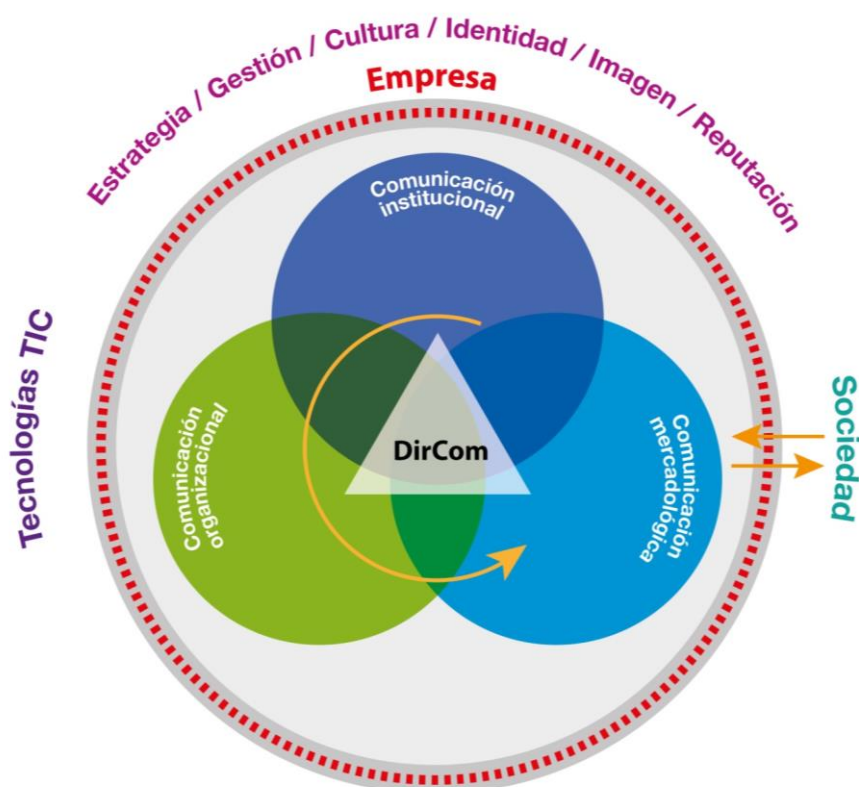 Estrategia / Gestión / Cultura / Identidad / Imagen / Reputación
Empresa
Comunicación
institucional
Tecnologías TIC
Comunicación
organizacional
DirCom
Comunicación
mercadológica
Sociedad